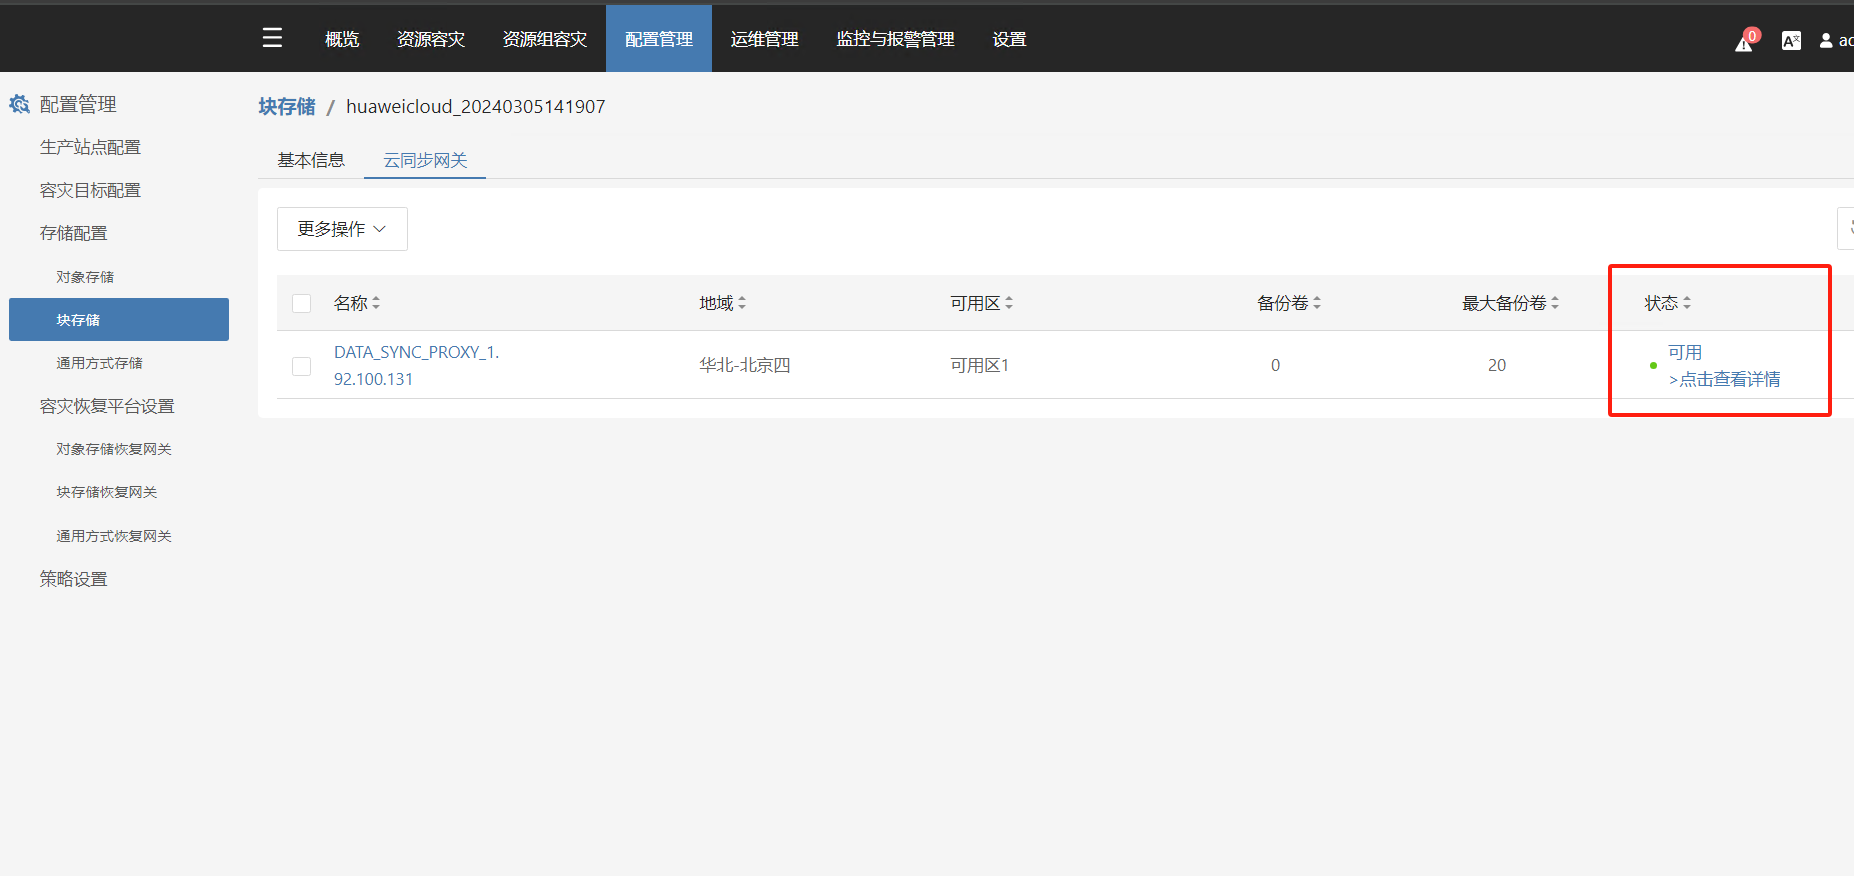 概览 资源容灾 资源组容灾 配置管理 运维管理 监控与报警管理 设置 0
配置管理
生产站点配置
容灾目标配置
存储配置
对象存储
块存储
通用方式存储
容灾恢复平台设置
对象存储恢复网关
块存储恢复网关
通用方式恢复网关
策略设置
块存储 / huaweicloud_20240305141907
基本信息 云同步网关
更多操作
名称 地域 可用区 备份卷 最大备份卷 状态
DATA_SYNC_PROXY_1.
92.100.131
华北-北京四 可用区1 0 20
可用
>点击查看详情